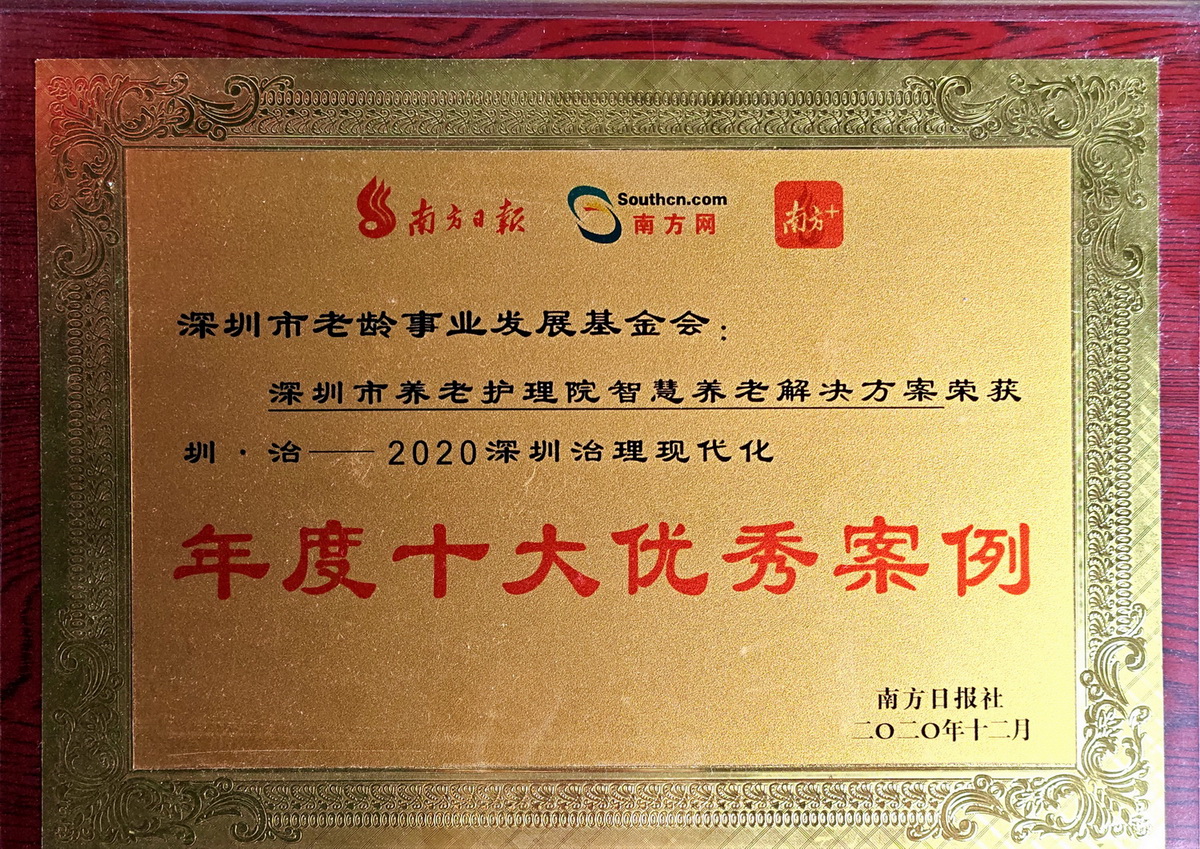 南方日報
Southcn.com
南方网
南方+
深圳市老龄事业发展基金会：
深圳市养老护理院智慧养老解决方案荣获
圳·治——2020深圳治理现代化
年度十大优秀案例
南方日报社
二〇二〇年十二月